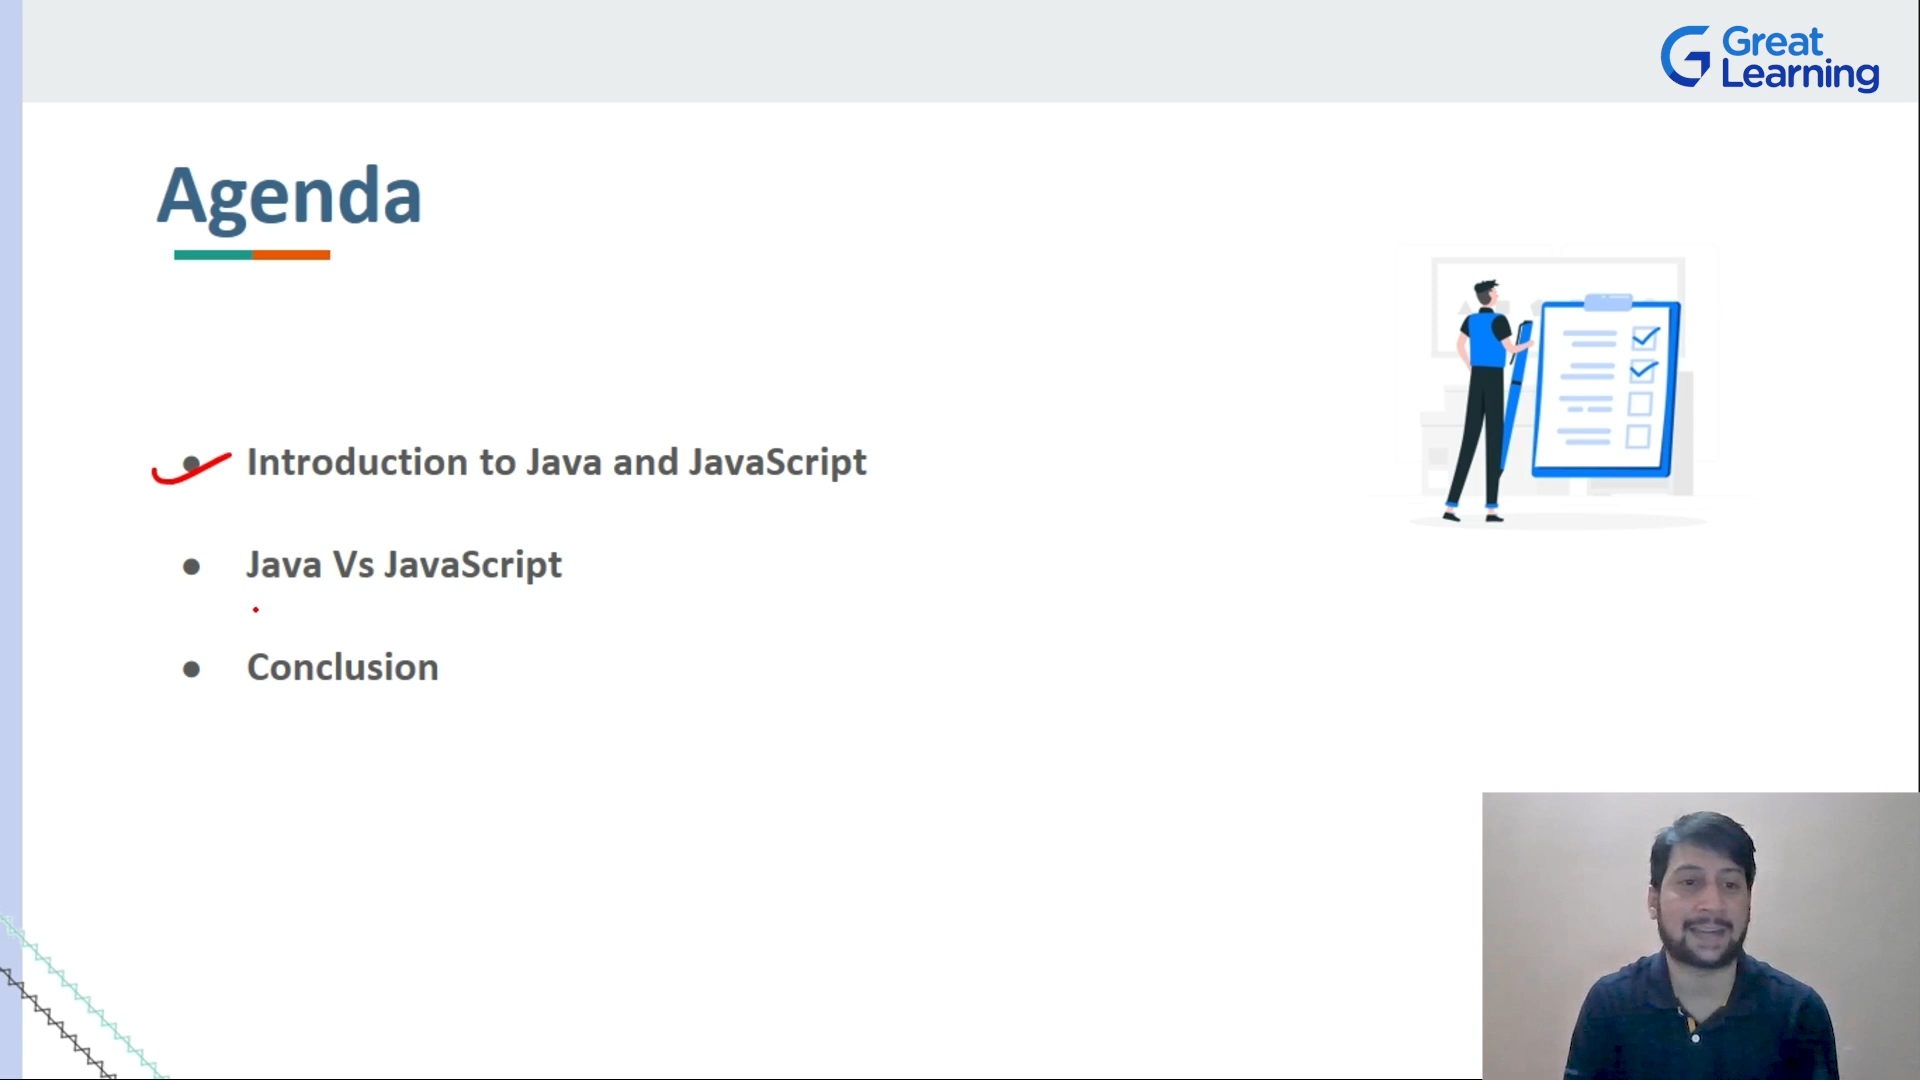 Great
Learning
Agenda
● Introduction to Java and JavaScript
● Java Vs JavaScript
● Conclusion